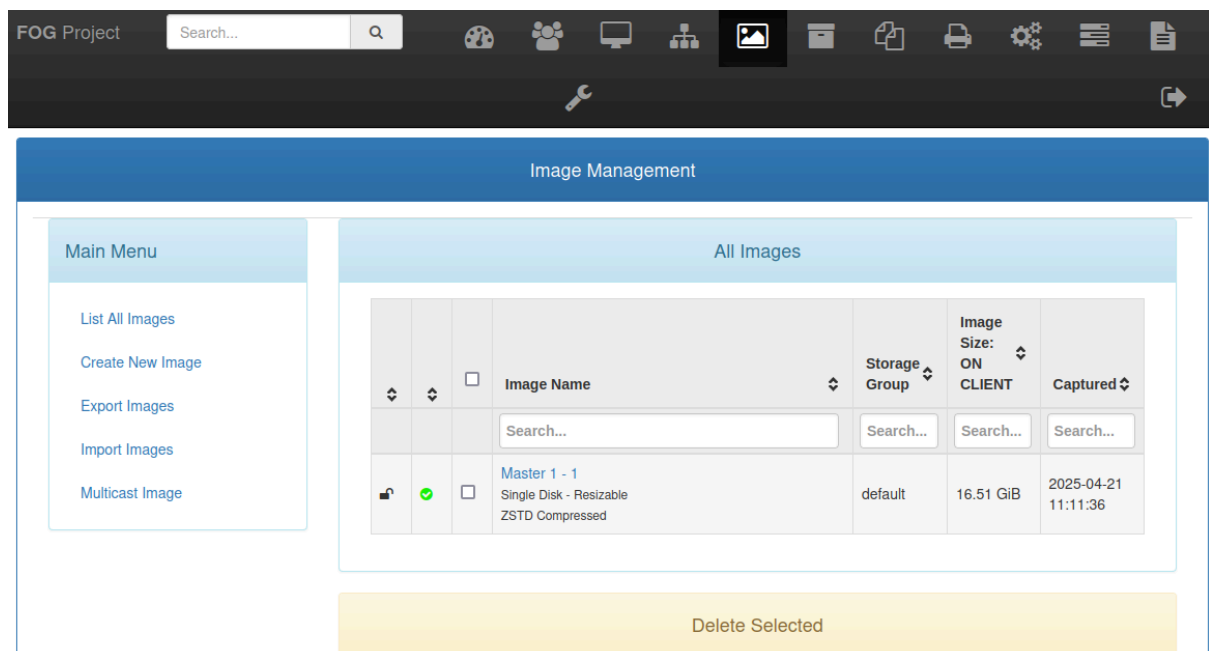 FOG Project
Search...
Image Management
Main Menu
List All Images
Create New Image
Export Images
Import Images
Multicast Image
All Images
Image Name
Storage
Group
Image
Size:
ON
CLIENT
Captured
Search...
Search...
Search...
Search...
Master 1 - 1
Single Disk - Resizable
ZSTD Compressed
default
16.51 GiB
2025-04-21
11:11:36
Delete Selected